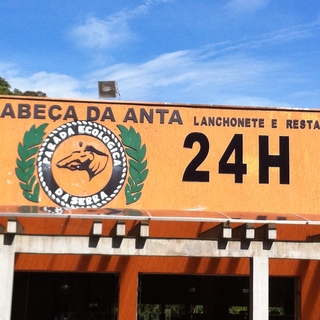 ABEÇA DA ANTA LANCHONETE E RESTA
PARADA ECOLÓGICA
DA SERRA
24H